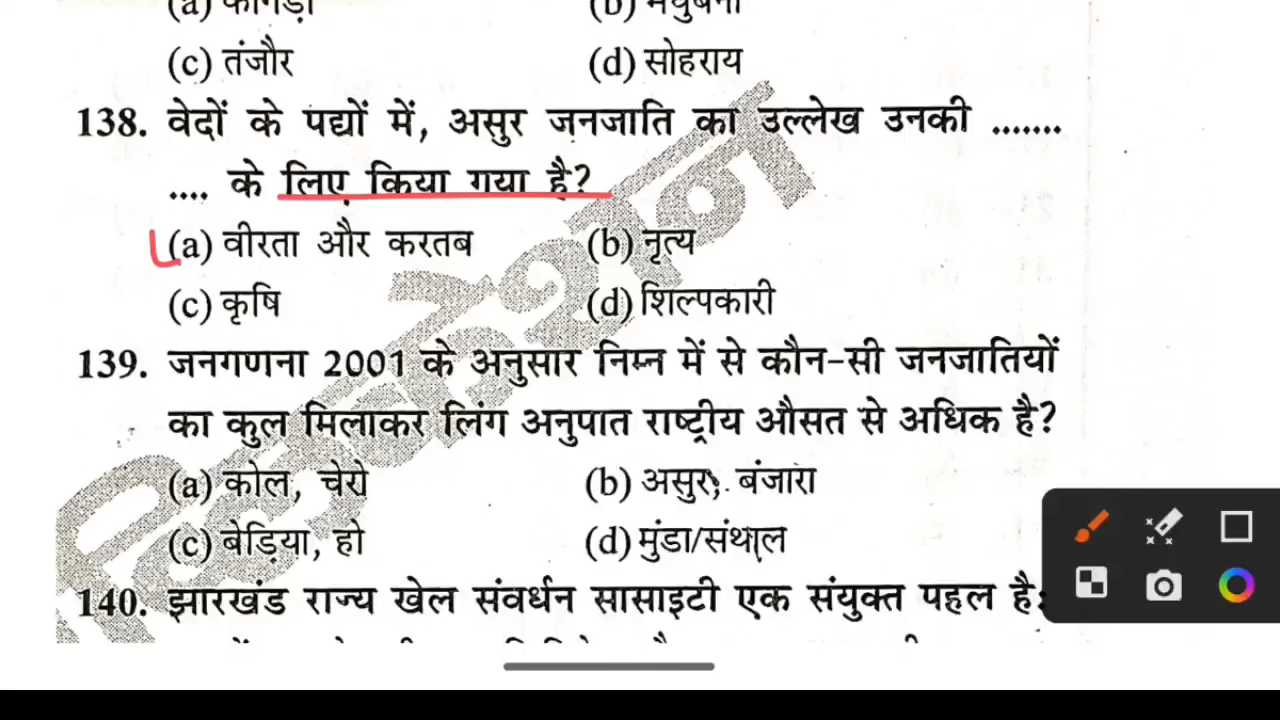 (c) तंजौर (d) सोहराय
138. वेदों के पद्यों में, असुर जनजाति का उल्लेख उनकी .......
.... के लिए किया गया है?
(a) वीरता और करतब (b) नृत्य
(c) कृषि (d) शिल्पकारी
139. जनगणना 2001 के अनुसार निम्न में से कौन-सी जनजातियों
का कुल मिलाकर लिंग अनुपात राष्ट्रीय औसत से अधिक है?
(a) कोल, चेरो (b) असुर, बंजारा
(c) बेड़िया, हो (d) मुंडा/संथाल
140. झारखंड राज्य खेल संवर्धन सासाइटी एक संयुक्त पहल है: